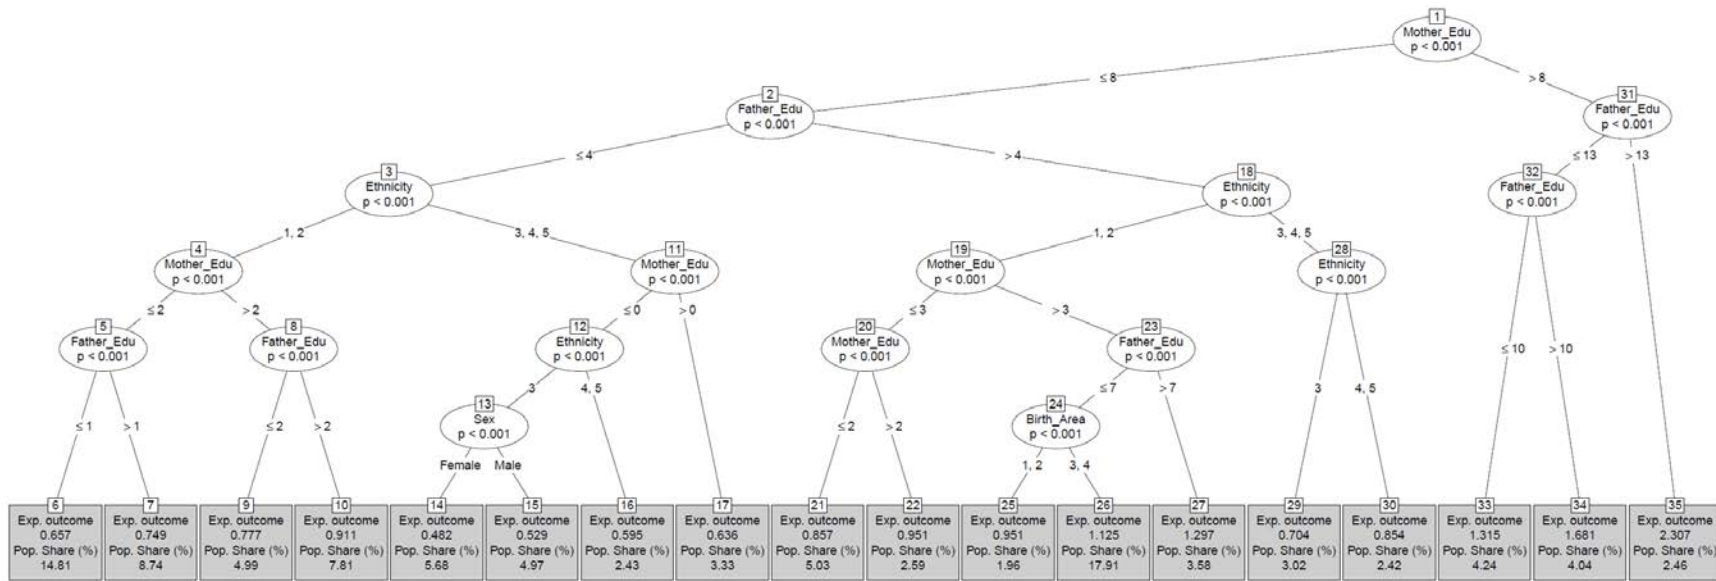 1
Mother_Edu
p < 0.001
≤ 8
> 8
2
Father_Edu
p < 0.001
31
Father_Edu
p < 0.001
≤ 4
> 4
≤ 13
> 13
3
Ethnicity
p < 0.001
18
Ethnicity
p < 0.001
32
Father_Edu
p < 0.001
1, 2
3, 4, 5
1, 2
3, 4, 5
4
Mother_Edu
p < 0.001
11
Mother_Edu
p < 0.001
19
Mother_Edu
p < 0.001
28
Ethnicity
p < 0.001
≤ 2
> 2
≤ 0
> 0
≤ 3
> 3
5
Father_Edu
p < 0.001
8
Father_Edu
p < 0.001
12
Ethnicity
p < 0.001
20
Mother_Edu
p < 0.001
23
Father_Edu
p < 0.001
≤ 10
> 10
3
4, 5
≤ 7
> 7
3
4, 5
13
Sex
p < 0.001
24
Birth_Area
p < 0.001
≤ 1
> 1
≤ 2
> 2
≤ 2
> 2
Female
Male
1, 2
3, 4
6
Exp. outcome
0.657
Pop. Share (%)
14.81
7
Exp. outcome
0.749
Pop. Share (%)
8.74
9
Exp. outcome
0.777
Pop. Share (%)
4.99
10
Exp. outcome
0.911
Pop. Share (%)
7.81
14
Exp. outcome
0.482
Pop. Share (%)
5.68
15
Exp. outcome
0.529
Pop. Share (%)
4.97
16
Exp. outcome
0.595
Pop. Share (%)
2.43
17
Exp. outcome
0.636
Pop. Share (%)
3.33
21
Exp. outcome
0.857
Pop. Share (%)
5.03
22
Exp. outcome
0.951
Pop. Share (%)
2.59
25
Exp. outcome
0.951
Pop. Share (%)
1.96
26
Exp. outcome
1.125
Pop. Share (%)
17.91
27
Exp. outcome
1.297
Pop. Share (%)
3.58
29
Exp. outcome
0.704
Pop. Share (%)
3.02
30
Exp. outcome
0.854
Pop. Share (%)
2.42
33
Exp. outcome
1.315
Pop. Share (%)
4.24
34
Exp. outcome
1.681
Pop. Share (%)
4.04
35
Exp. outcome
2.307
Pop. Share (%)
2.46